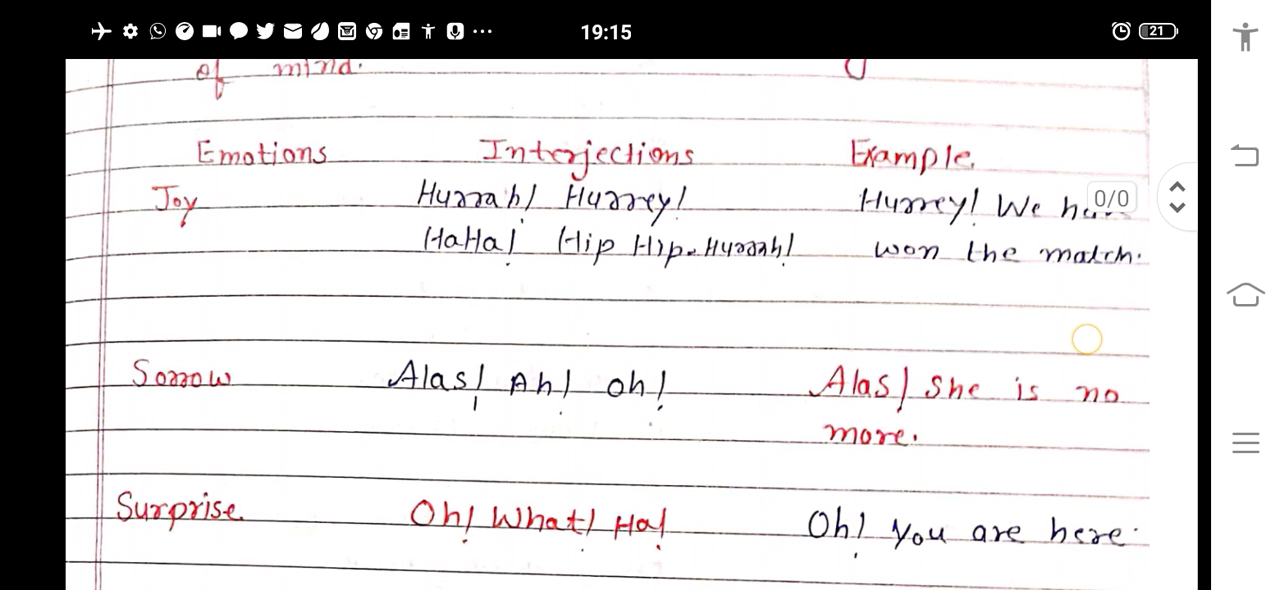 19:15
21
of mind.
Emotions Interjections Example.
Joy Hurrah! Hurrey! Hurrey! We have
0/0
HaHa! Hip Hip-Hurrah! won the match.
Sorrow Alas! Ah! oh! Alas! She is no
more.
Surprise Oh! What! Ha! Oh! you are here.